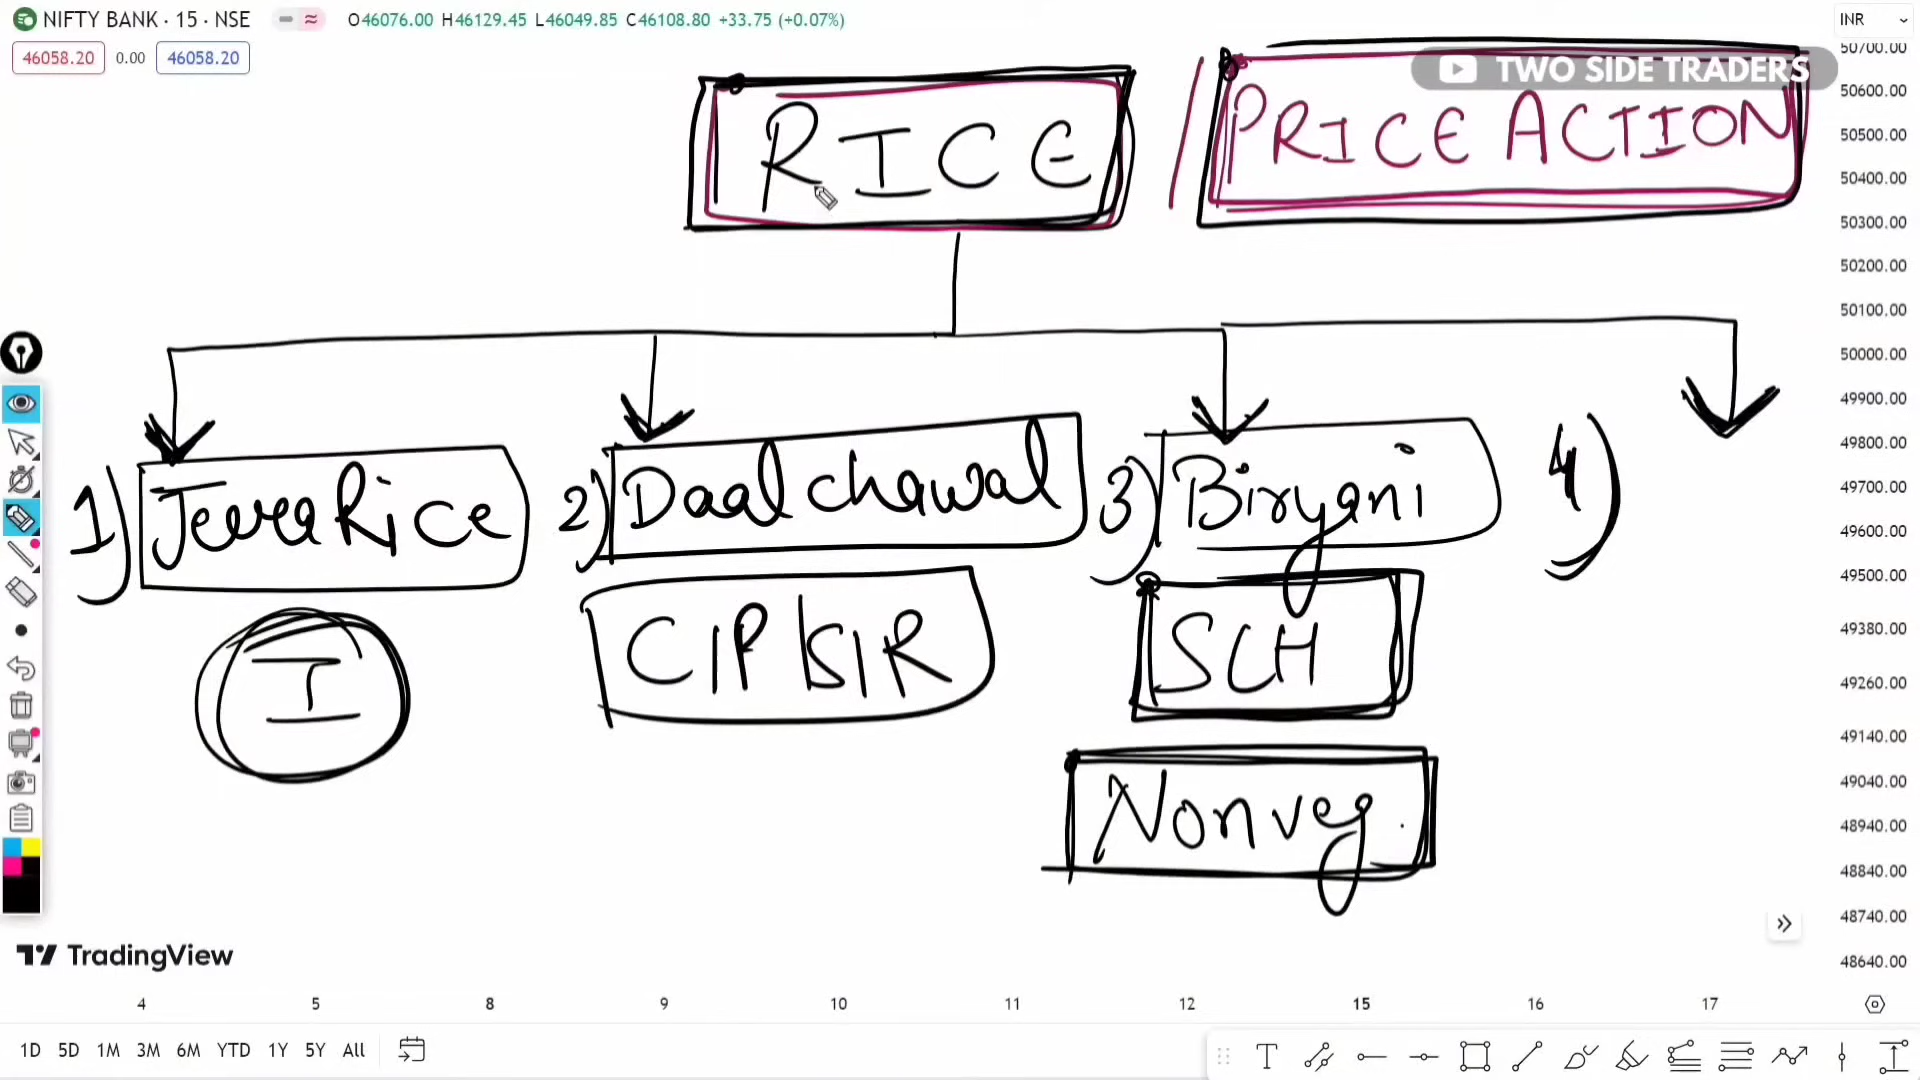 NIFTY BANK · 15 · NSE
O46076.00 H46129.45 L46049.85 C46108.80 +33.75 (+0.07%)
INR
46058.20 0.00 46058.20
TWO SIDE TRADERS
RICE
PRICE ACTION
1) Jeera Rice
2) Daal chawal
3) Biryani
4)
I
C|P|S|R
SCH
Nonveg.
50700.00
50600.00
50500.00
50400.00
50300.00
50200.00
50100.00
50000.00
49900.00
49800.00
49700.00
49600.00
49500.00
49380.00
49260.00
49140.00
49040.00
48940.00
48840.00
48740.00
48640.00
TradingView
4 5 8 9 10 11 12 15 16 17
1D 5D 1M 3M 6M YTD 1Y 5Y All